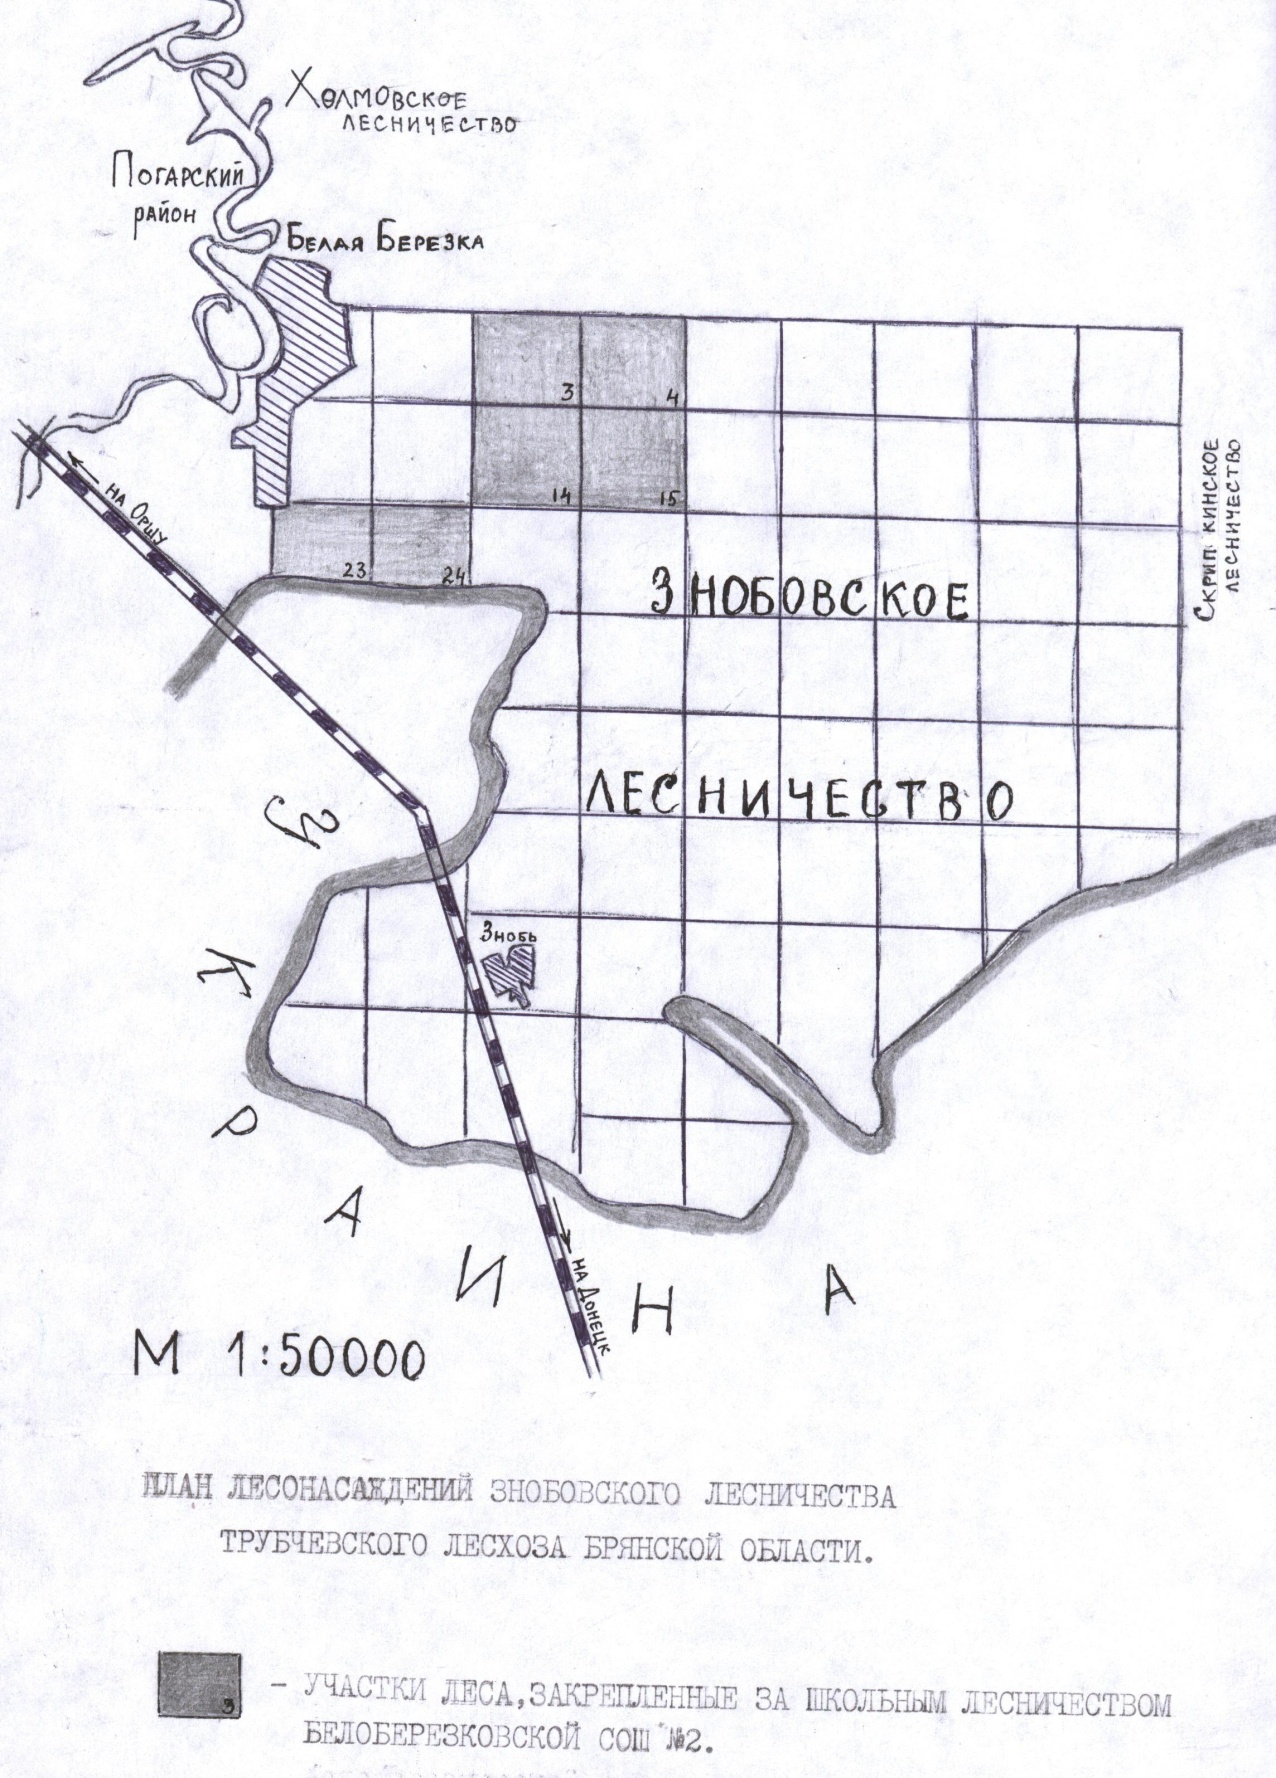 Холмовское
лесничество
Погарский
район
Белая Березка
3
4
14
15
23
24
на Оршу
Скрипкинское
лесничество
Знобовское
лесничество
Знобь
УКРАИНА
на Донецк
М 1:50000
ПЛАН ЛЕСОНАСАЖДЕНИЙ ЗНОБОВСКОГО ЛЕСНИЧЕСТВА
ТРУБЧЕВСКОГО ЛЕСХОЗА БРЯНСКОЙ ОБЛАСТИ.
3
- УЧАСТКИ ЛЕСА, ЗАКРЕПЛЕННЫЕ ЗА ШКОЛЬНЫМ ЛЕСНИЧЕСТВОМ
БЕЛОБЕРЕЗКОВСКОЙ СОШ №2.